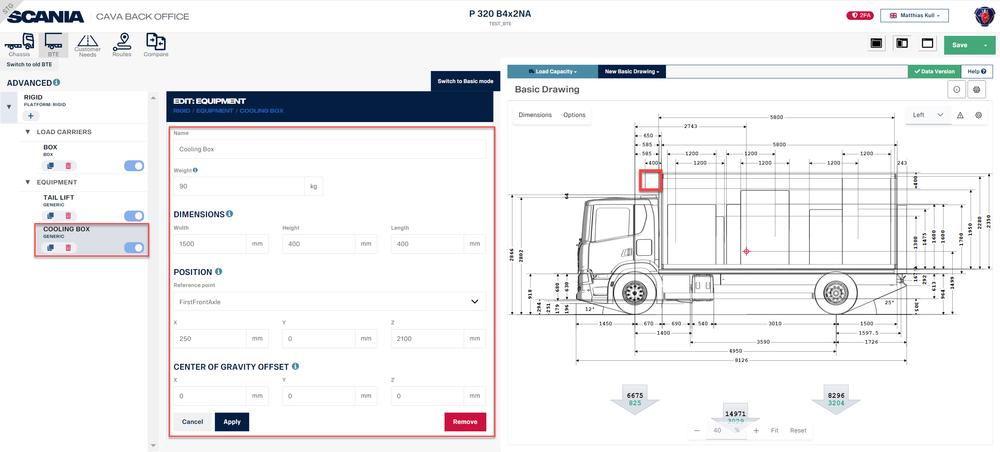 STG
SCANIA
CAVA BACK OFFICE
P 320 B4x2NA
TEST_BTE
2FA
Matthias Kull
Chassis
BTE
Customer
Needs
Routes
Compare
Save
Switch to old BTE
ADVANCED
Switch to Basic mode
RIGID
PLATFORM: RIGID
LOAD CARRIERS
BOX
BOX
EQUIPMENT
TAIL LIFT
GENERIC
COOLING BOX
GENERIC
EDIT: EQUIPMENT
RIGID / EQUIPMENT / COOLING BOX
Name
Cooling Box
Weight
90 kg
DIMENSIONS
Width Height Length
1500 mm 400 mm 400 mm
POSITION
Reference point
FirstFrontAxle
X Y Z
250 mm 0 mm 2100 mm
CENTER OF GRAVITY OFFSET
X Y Z
0 mm 0 mm 0 mm
Cancel Apply Remove
Load Capacity New Basic Drawing Data Version Help
Basic Drawing
Dimensions Options Left
5800
2743
650
585 5800
585 1200 1200 1200
400 1200 1200 1200 243
64
400
2866
2802
918
294
251
680
179
630
196
12°
25°
1300
1475
1600
1600
1700
1950
2280
2350
292
613
964
1499
305
1450 670 690 540 3010 1500
1400 1597.5
3590 1726
4950
8126
6675
825
14971
3029
8296
3204
40 % Fit Reset